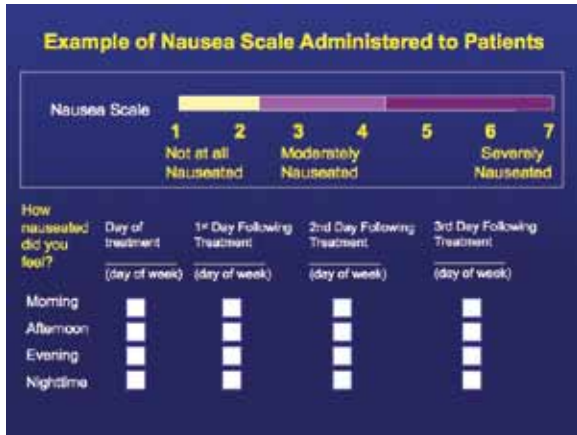 Example of Nausea Scale Administered to Patients
Nausea Scale
1 2 3 4 5 6 7
Not at all Moderately Severely
Nauseated Nauseated Nauseated
How
nauseated
did you
feel?
Day of
treatment
(day of week)
1st Day Following
Treatment
(day of week)
2nd Day Following
Treatment
(day of week)
3rd Day Following
Treatment
(day of week)
Morning
Afternoon
Evening
Nighttime